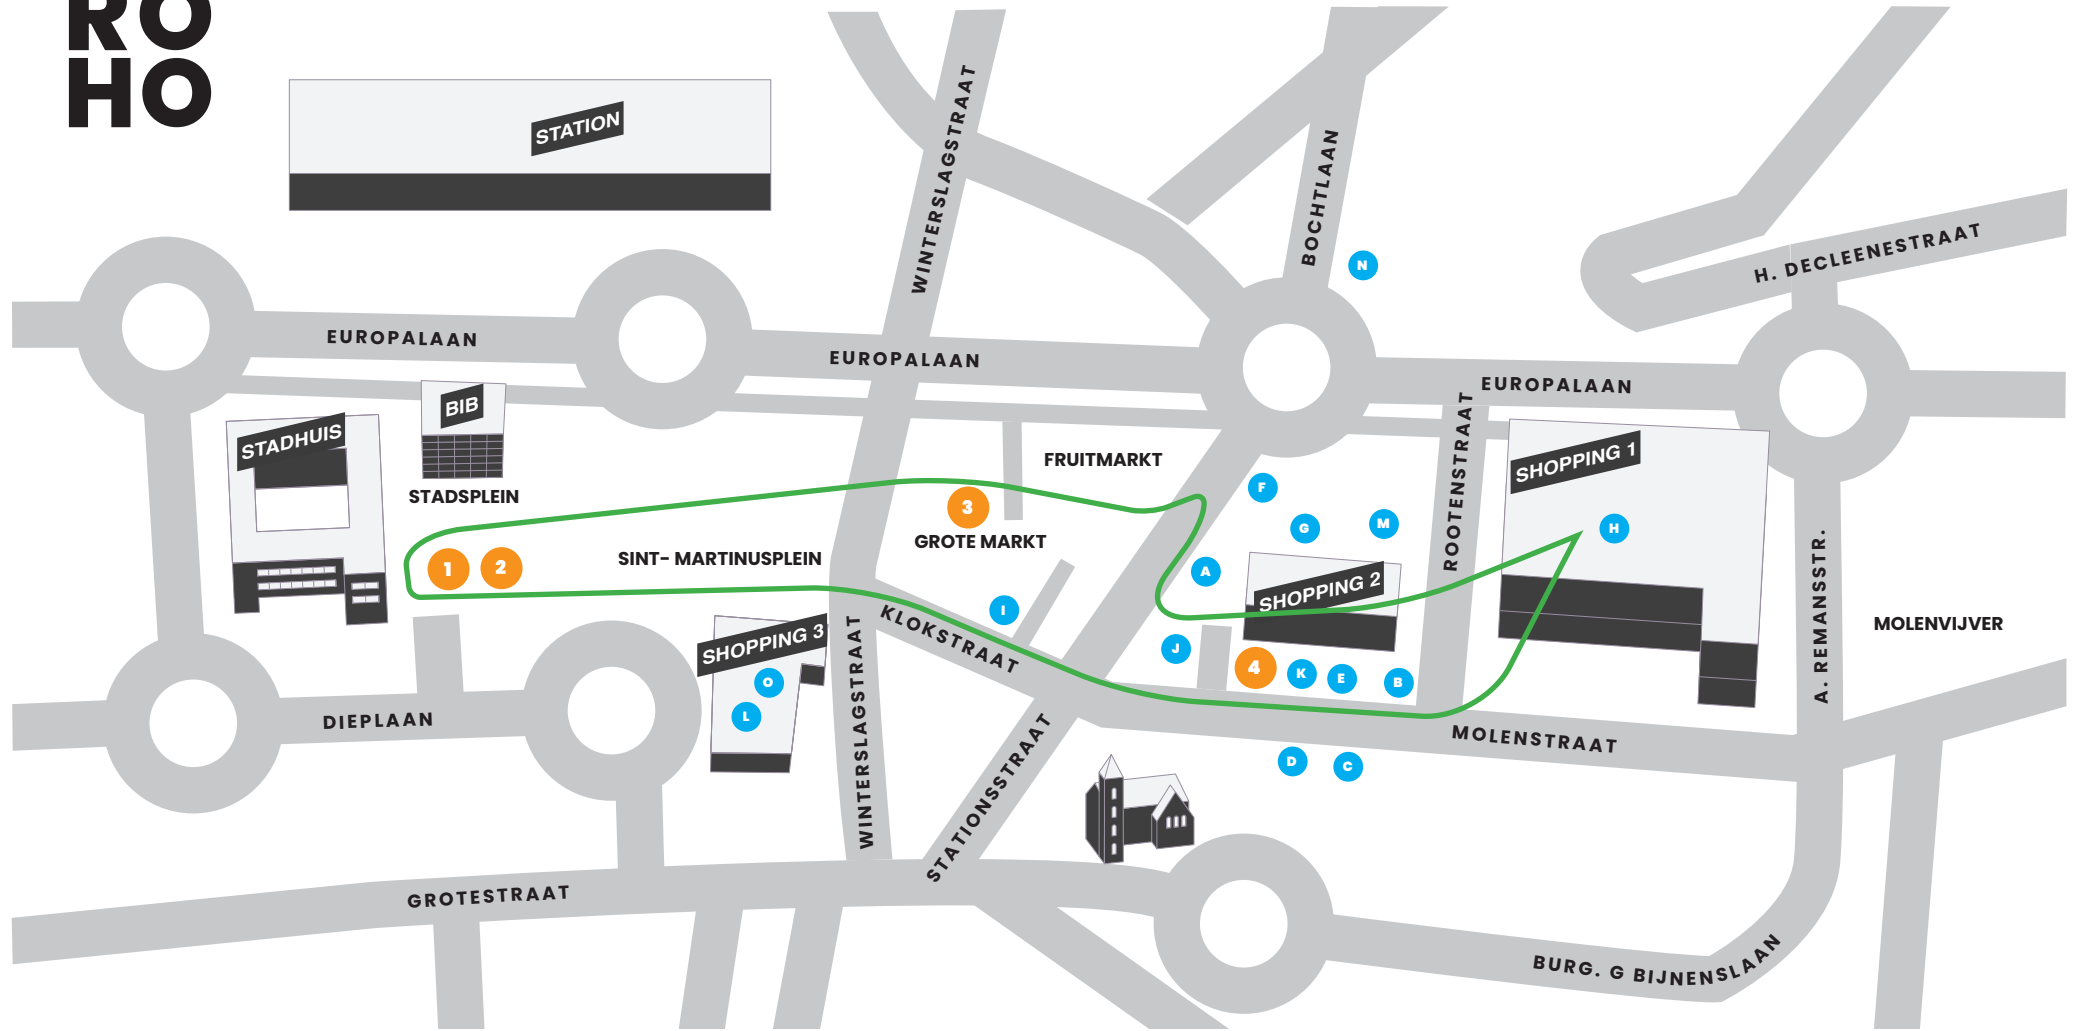 RO
HO
STATION
WINTERSLAGSTRAAT
BOCHTLAAN
N
H. DECLEENESTRAAT
EUROPALAAN
EUROPALAAN
EUROPALAAN
BIB
STADHUIS
STADSPLEIN
FRUITMARKT
ROOTENSTRAAT
SHOPPING 1
F
3
G
M
H
GROTE MARKT
1
2
SINT- MARTINUSPLEIN
A
SHOPPING 2
A. REMANSSTR.
I
MOLENVIJVER
KLOKSTRAAT
SHOPPING 3
J
4
K
E
B
O
L
WINTERSLAGSTRAAT
DIEPLAAN
STATIONSSTRAAT
MOLENSTRAAT
D
C
GROTESTRAAT
BURG. G BIJNENSLAAN